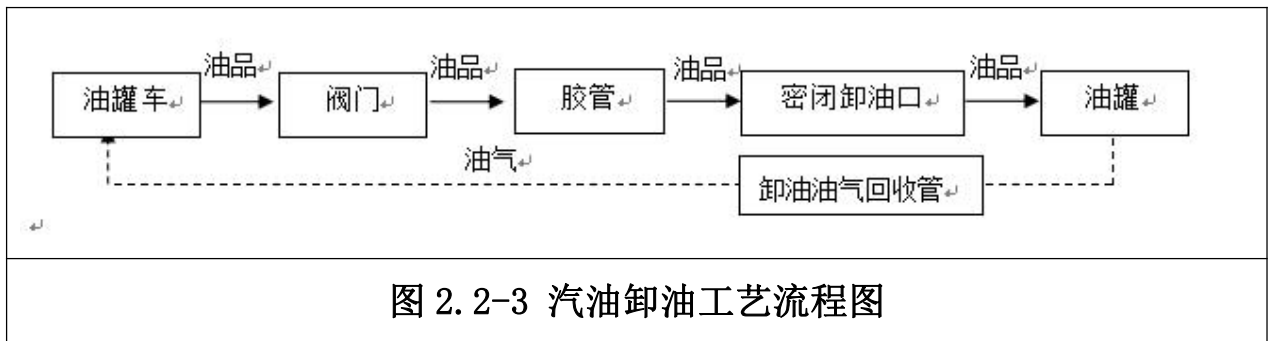 油品 油品 油品 油品
油罐车 阀门 胶管 密闭卸油口 油罐
油气
卸油油气回收管
图 2.2-3 汽油卸油工艺流程图